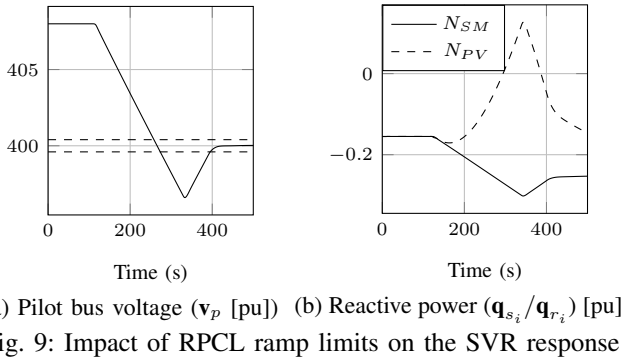 405
400
0
200
400
Time (s)
) Pilot bus voltage (v_p [pu])
N_SM
N_PV
0
−0.2
0
200
400
Time (s)
(b) Reactive power (q_{s_i}/q_{r_i}) [pu]
ig. 9: Impact of RPCL ramp limits on the SVR response